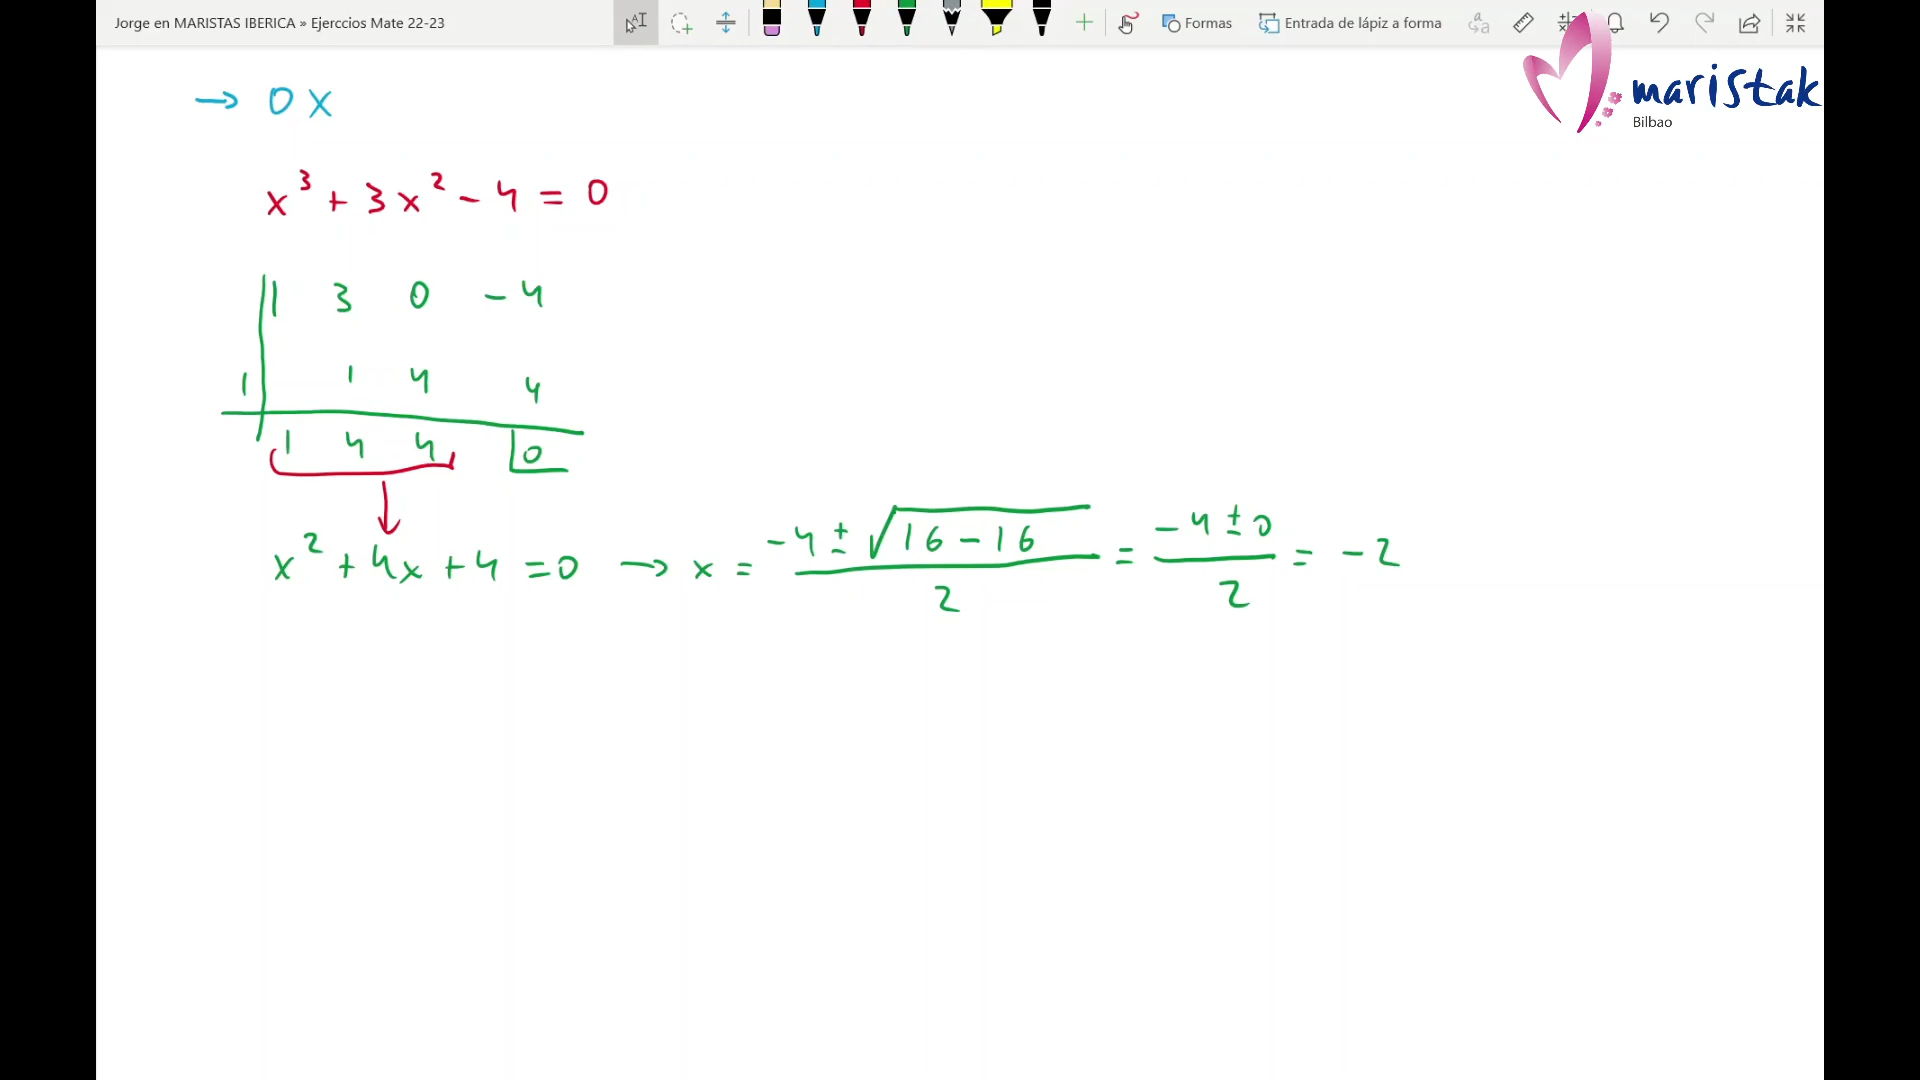 Jorge en MARISTAS IBERICA » Ejerccios Mate 22-23
Formas
Entrada de lápiz a forma
mariStak
Bilbao
→ OX
x³ + 3x² - 4 = 0
1 3 0 -4
1 1 4 4
1 4 4 0
x² + 4x + 4 = 0 → x = (-4 ± √(16 - 16))/2 = (-4 ± 0)/2 = -2